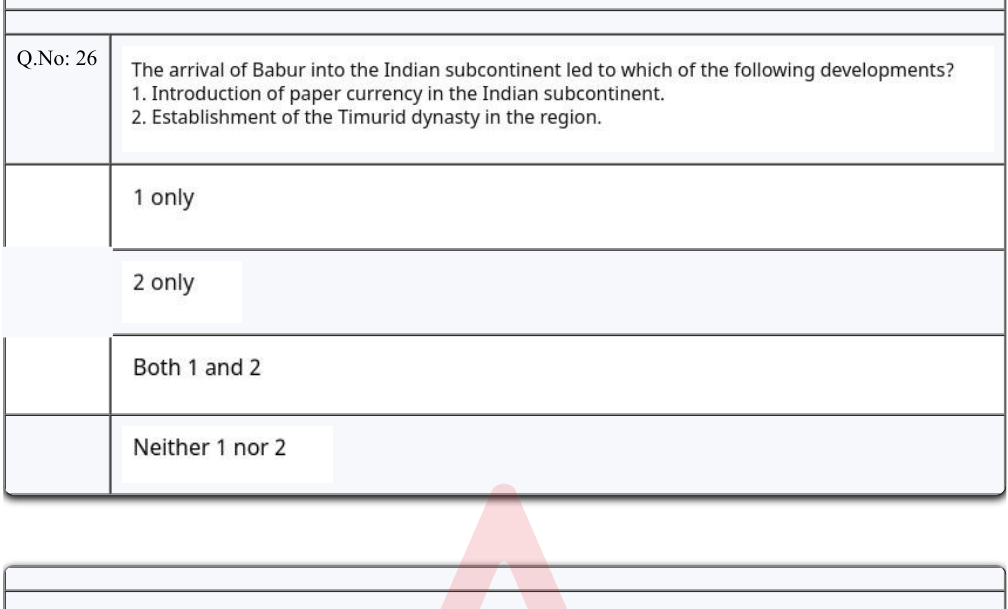 Q.No: 26
The arrival of Babur into the Indian subcontinent led to which of the following developments?
1. Introduction of paper currency in the Indian subcontinent.
2. Establishment of the Timurid dynasty in the region.
1 only
2 only
Both 1 and 2
Neither 1 nor 2